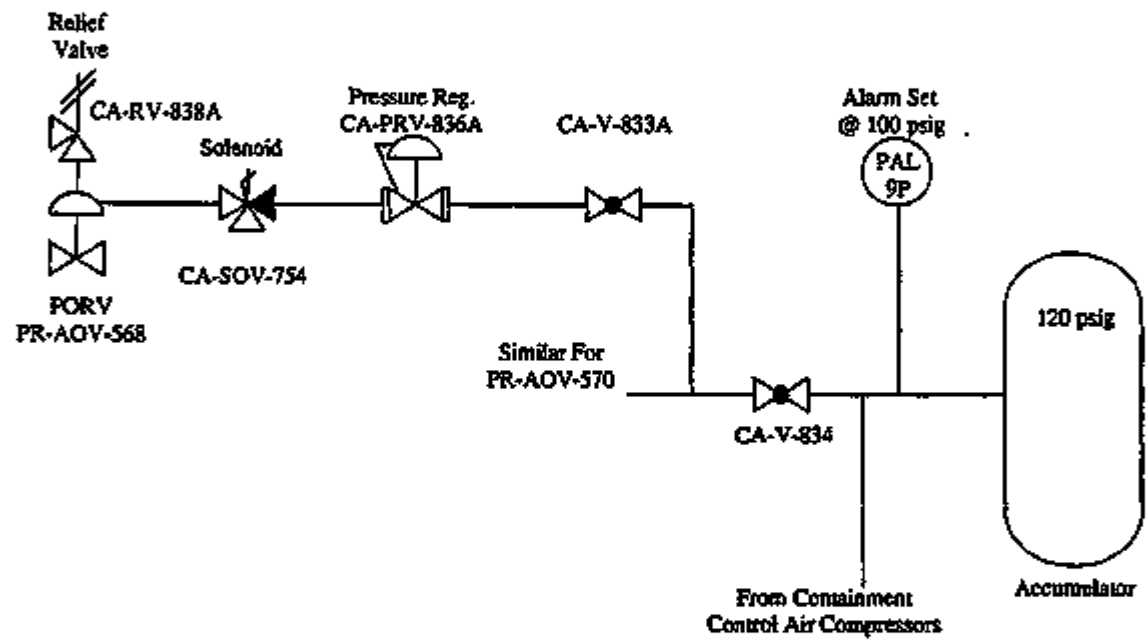 Relief
Valve
CA-RV-838A
Solenoid
Pressure Reg.
CA-PRV-836A
CA-V-833A
Alarm Set
@ 100 psig
PAL
9P
CA-SOV-754
PORV
PR-AOV-568
120 psig
Similar For
PR-AOV-570
CA-V-834
From Containment
Control Air Compressors
Accumulator